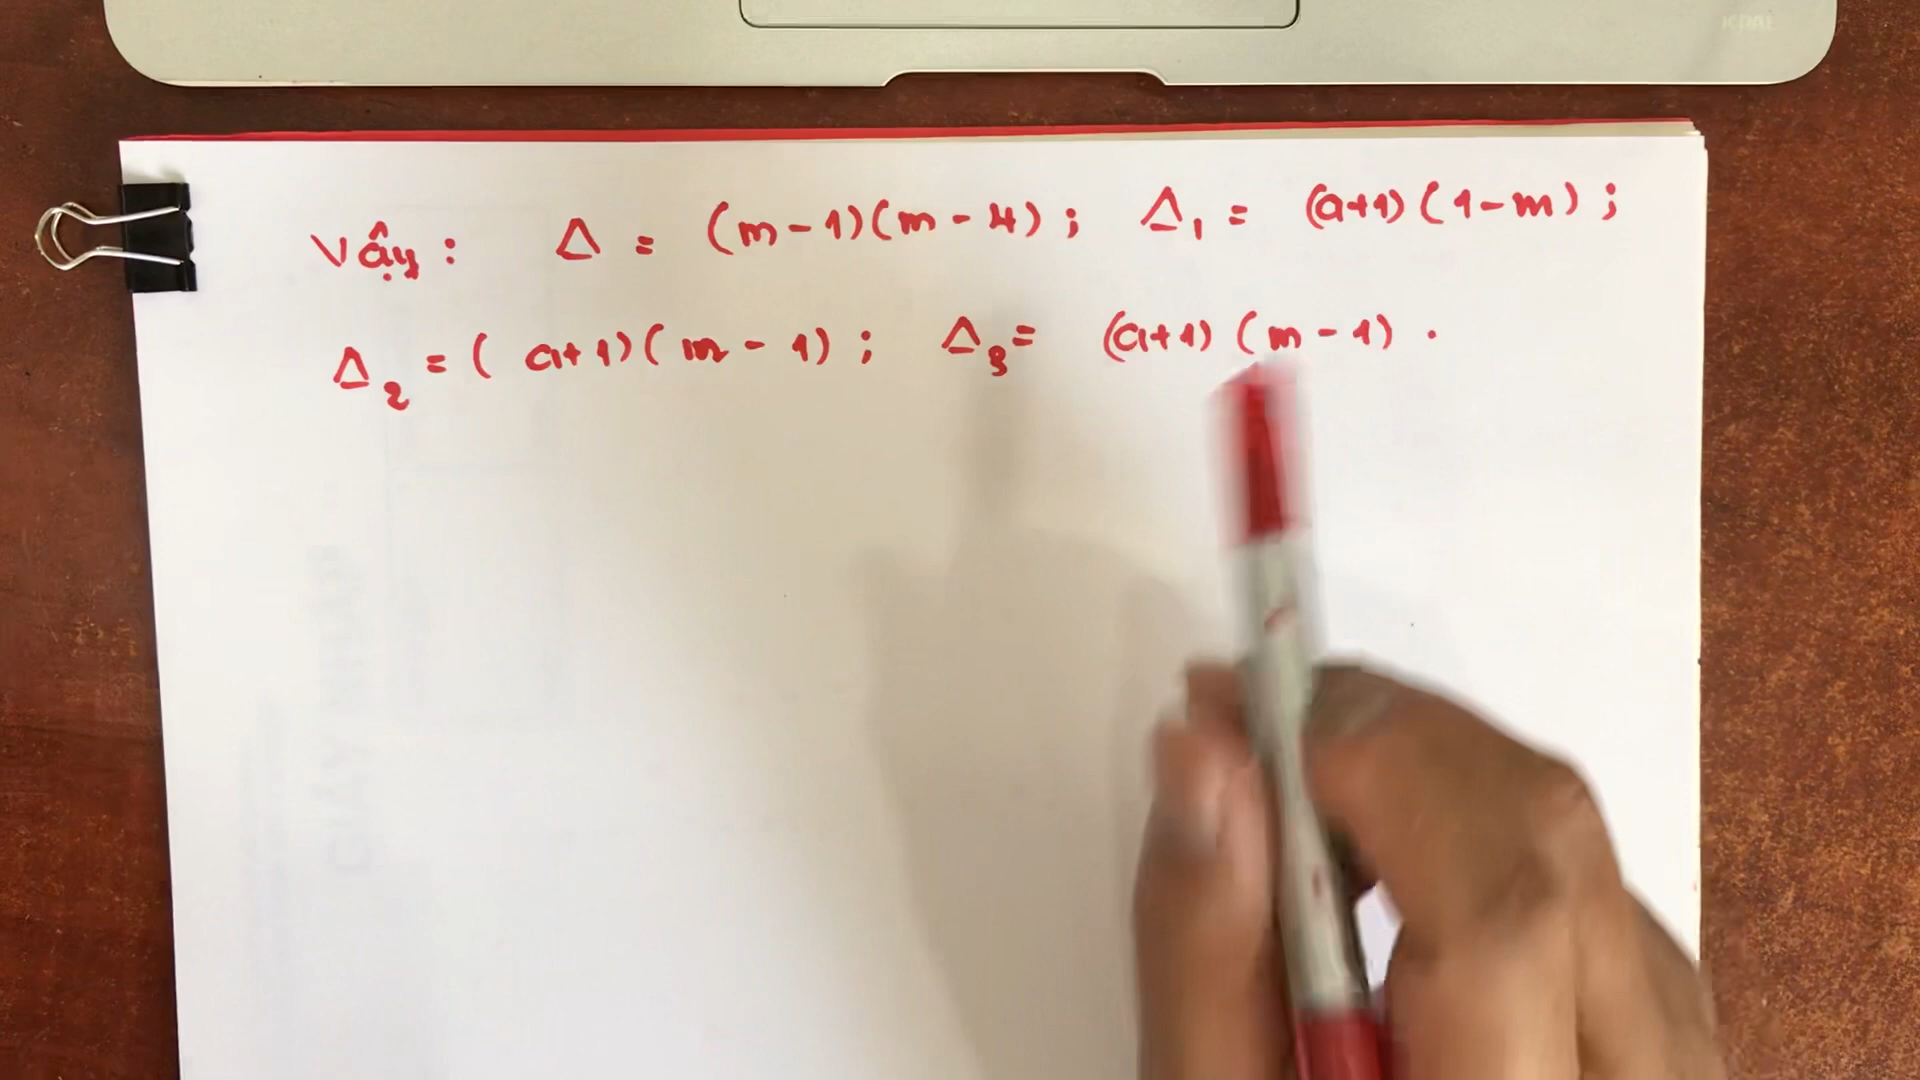 Vậy : Δ = (m-1)(m-4) ; Δ₁ = (a+1)(1-m) ;
Δ₂ = (a+1)(m-1) ; Δ₃ = (a+1)(m-1) .